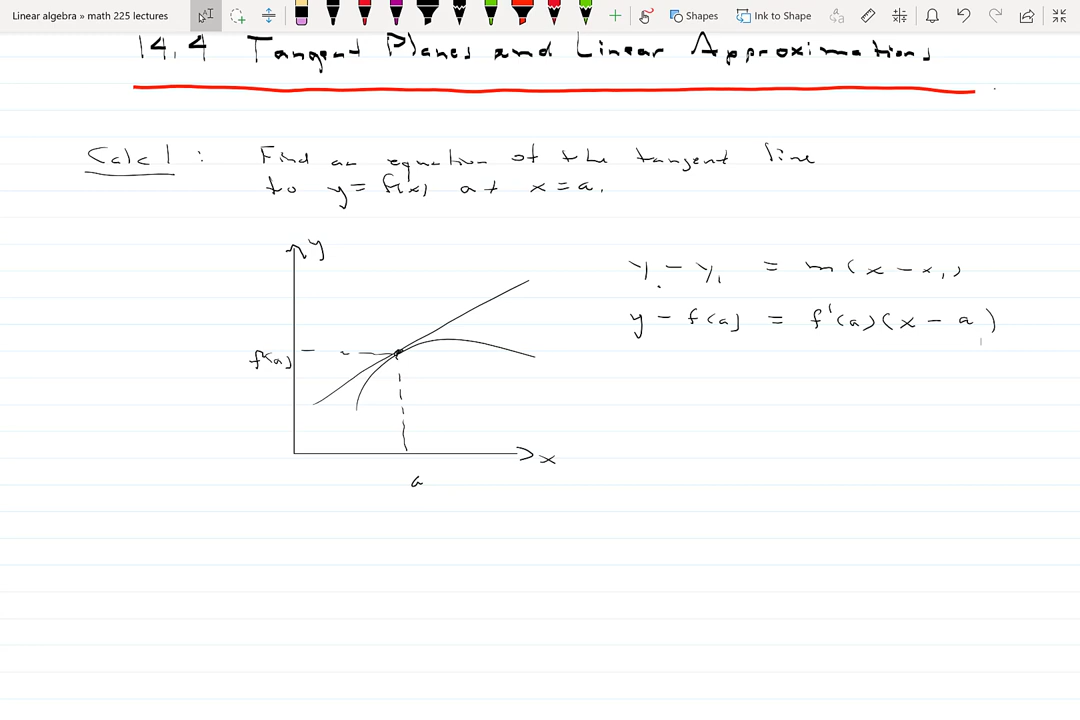 Linear algebra » math 225 lectures
Shapes
Ink to Shape
14.4 Tangent Planes and Linear Approximations
Calc 1 : Find an equation of the tangent line
to y = f(x) at x = a.
y
y - y₁ = m(x - x₁)
y - f(a) = f'(a)(x - a)
f(a)
x
a